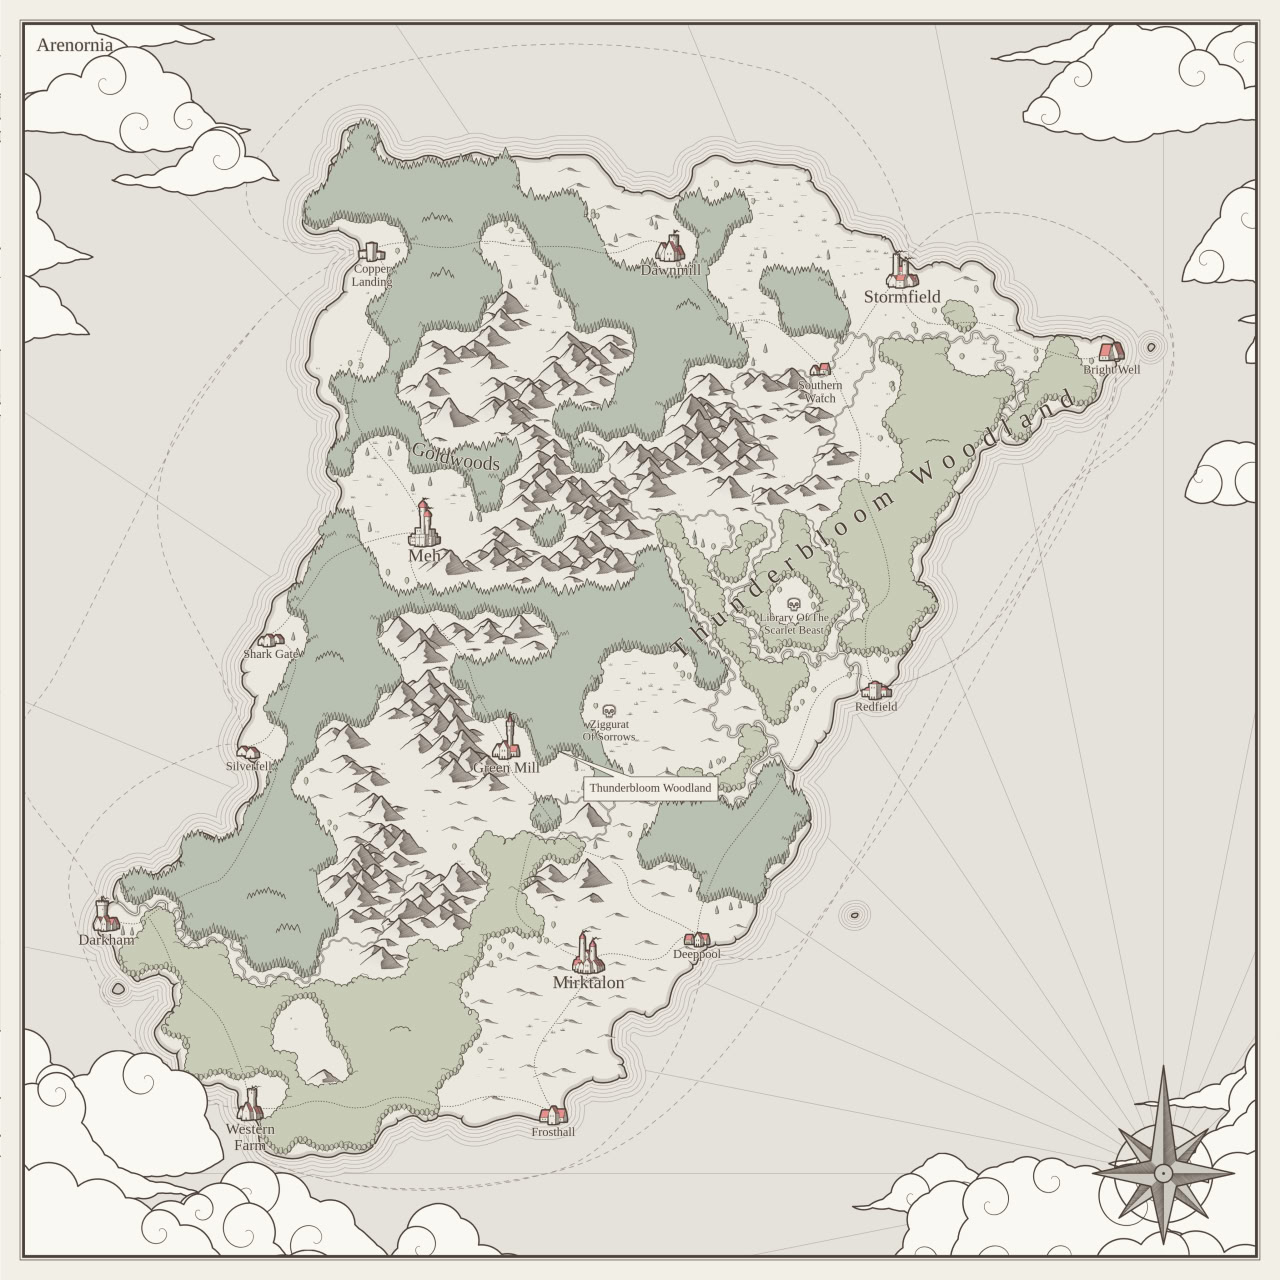 Arenornia
Copper
Landing
Dawnmill
Stormfield
Bright Well
Southern
Watch
Goldwoods
Thunderbloom Woodland
Meh
Library Of The
Scarlet Beast
Shark Gate
Redfield
Ziggurat
Of Sorrows
Silverfell
Green Mill
Thunderbloom Woodland
Darkham
Deeppool
Mirktalon
Western
Farm
Frosthall